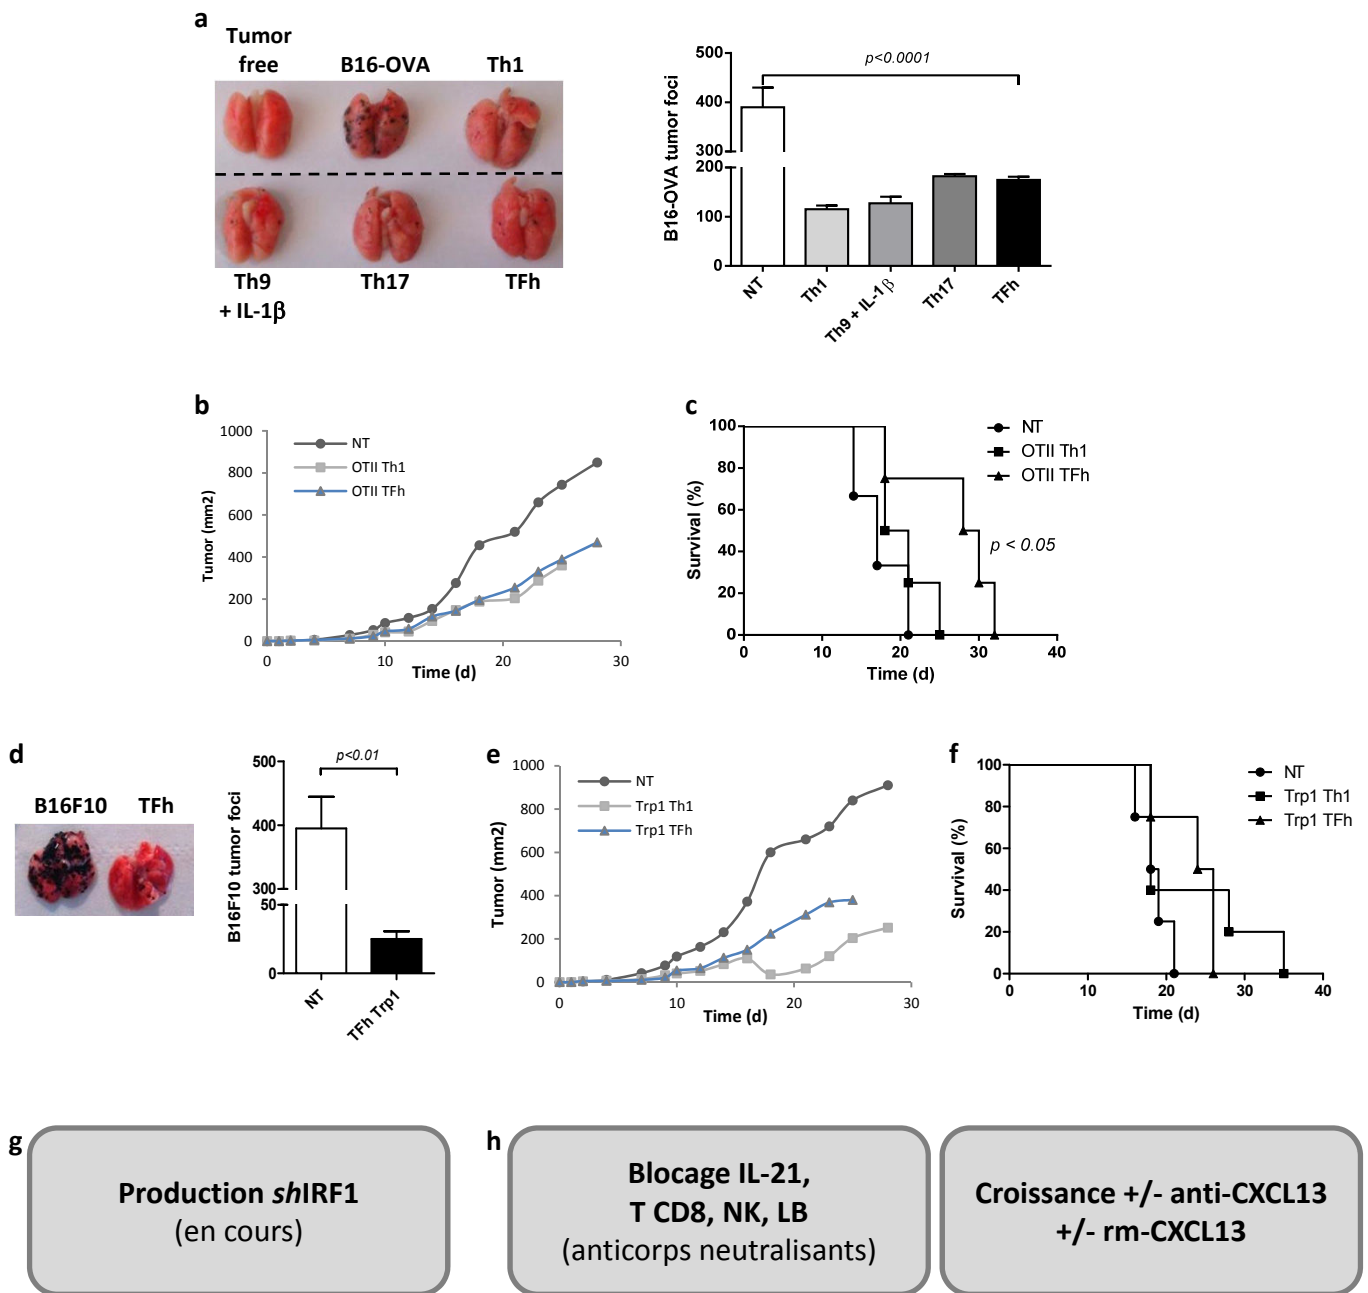 a
Tumor
free
B16-OVA
Th1
Th9
+ IL-1β
Th17
TFh
B16-OVA tumor foci
500
400
300
200
100
0
p<0.0001
NT
Th1
Th9 + IL-1β
Th17
TFh
b
Tumor (mm2)
1000
800
600
400
200
0
NT
OTII Th1
OTII TFh
0
10
20
30
Time (d)
c
Survival (%)
100
80
60
40
20
0
NT
OTII Th1
OTII TFh
p < 0.05
0
10
20
30
40
Time (d)
d
B16F10
TFh
B16F10 tumor foci
500
400
300
50
0
p<0.01
NT
TFh Trp1
e
Tumor (mm2)
1000
800
600
400
200
0
NT
Trp1 Th1
Trp1 TFh
0
10
20
30
Time (d)
f
Survival (%)
100
80
60
40
20
0
NT
Trp1 Th1
Trp1 TFh
0
10
20
30
40
Time (d)
g
Production shIRF1
(en cours)
h
Blocage IL-21,
T CD8, NK, LB
(anticorps neutralisants)
Croissance +/- anti-CXCL13
+/- rm-CXCL13